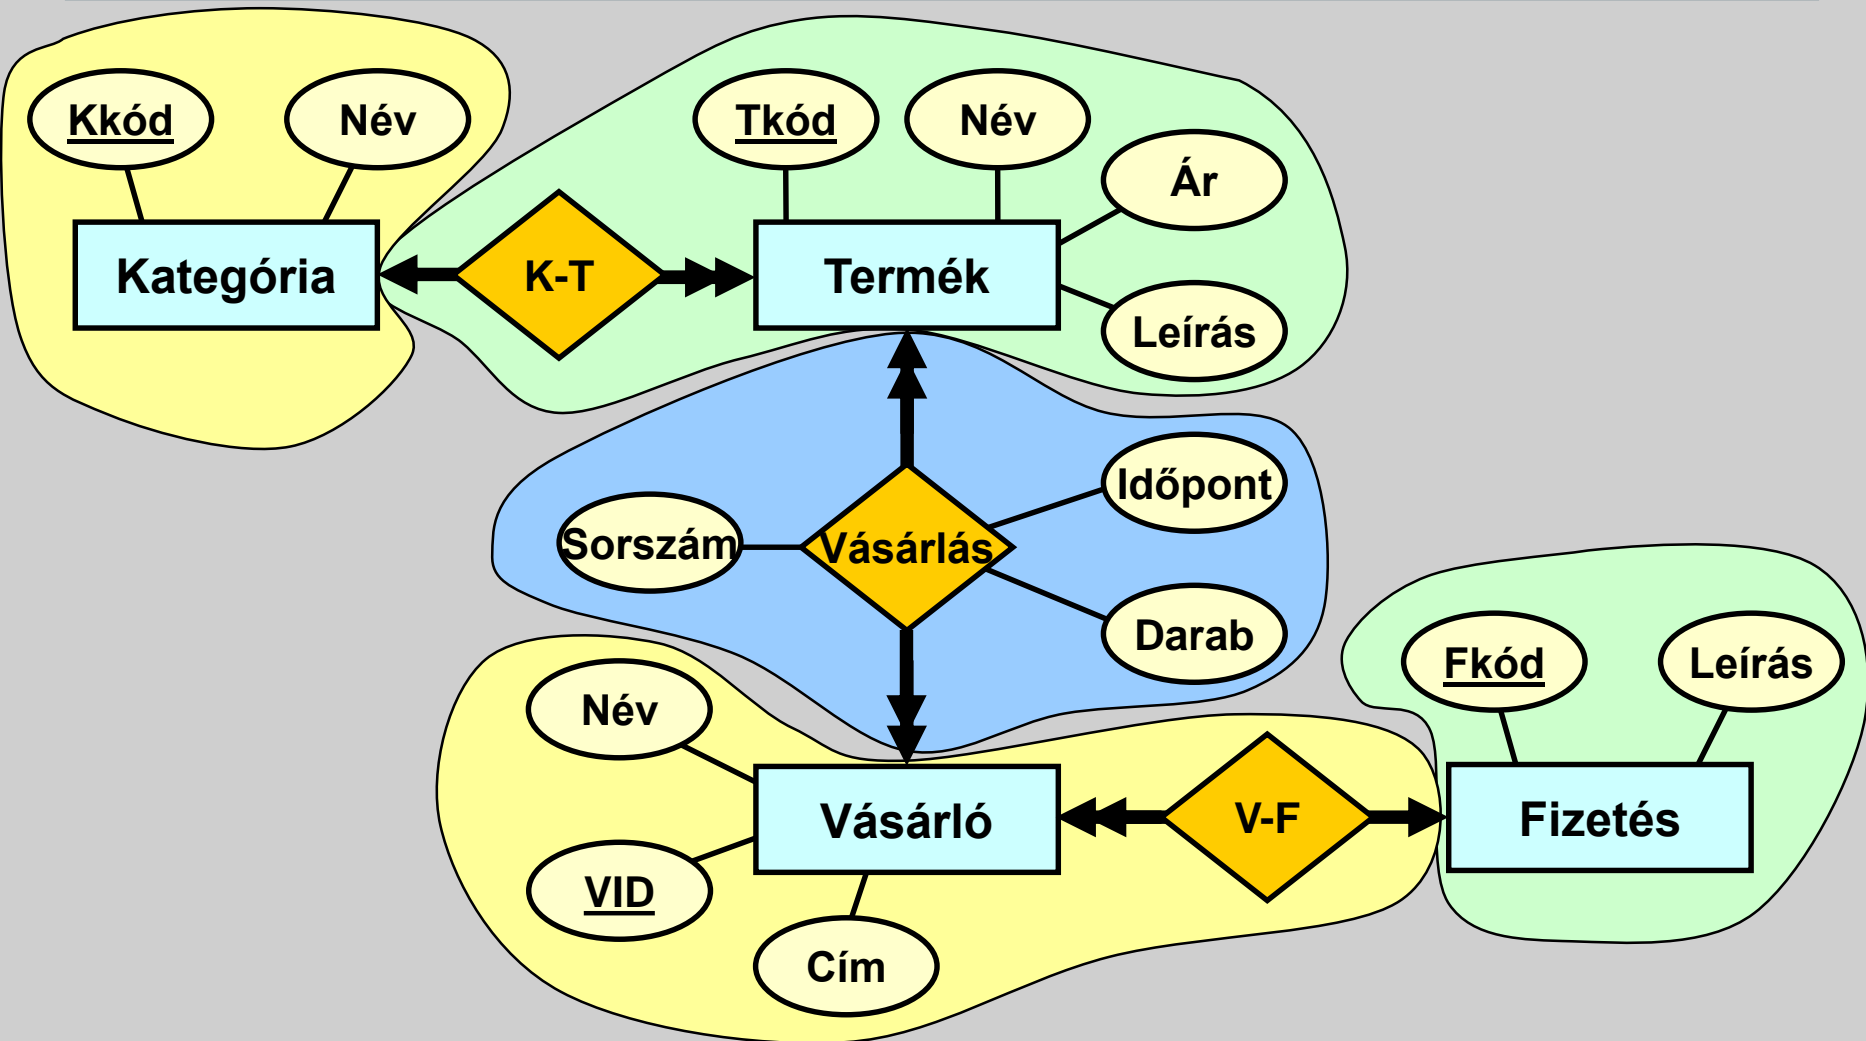 Kkód
Név
Tkód
Név
Ár
Kategória
K-T
Termék
Leírás
Időpont
Sorszám
Vásárlás
Darab
Fkód
Leírás
Név
Vásárló
V-F
Fizetés
VID
Cím